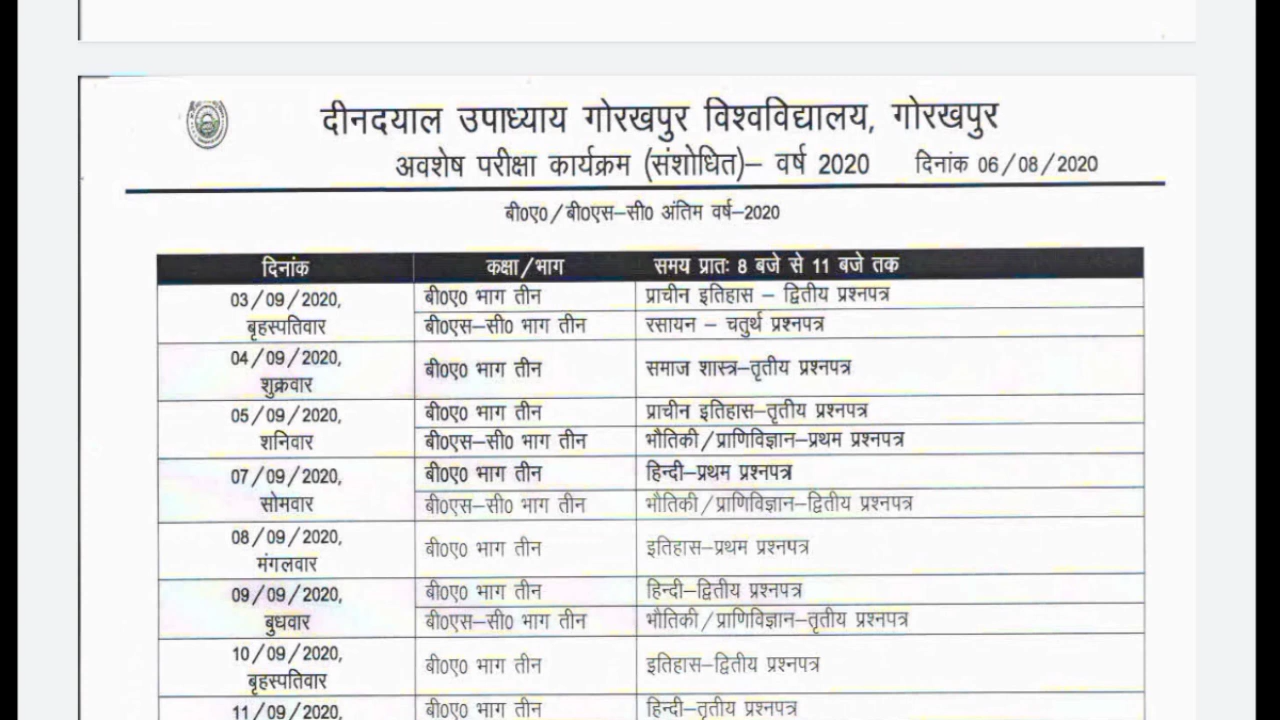 दीनदयाल उपाध्याय गोरखपुर विश्वविद्यालय, गोरखपुर
अवशेष परीक्षा कार्यक्रम (संशोधित)– वर्ष 2020 दिनांक 06/08/2020
बी0ए0/बी0एस–सी0 अंतिम वर्ष–2020
दिनांक कक्षा/भाग समय प्रातः 8 बजे से 11 बजे तक
03/09/2020, बृहस्पतिवार
बी0ए0 भाग तीन प्राचीन इतिहास – द्वितीय प्रश्नपत्र
बी0एस–सी0 भाग तीन रसायन – चतुर्थ प्रश्नपत्र
04/09/2020, शुक्रवार
बी0ए0 भाग तीन समाज शास्त्र–तृतीय प्रश्नपत्र
05/09/2020, शनिवार
बी0ए0 भाग तीन प्राचीन इतिहास–तृतीय प्रश्नपत्र
बी0एस–सी0 भाग तीन भौतिकी/प्राणिविज्ञान–प्रथम प्रश्नपत्र
07/09/2020, सोमवार
बी0ए0 भाग तीन हिन्दी–प्रथम प्रश्नपत्र
बी0एस–सी0 भाग तीन भौतिकी/प्राणिविज्ञान–द्वितीय प्रश्नपत्र
08/09/2020, मंगलवार
बी0ए0 भाग तीन इतिहास–प्रथम प्रश्नपत्र
09/09/2020, बुधवार
बी0ए0 भाग तीन हिन्दी–द्वितीय प्रश्नपत्र
बी0एस–सी0 भाग तीन भौतिकी/प्राणिविज्ञान–तृतीय प्रश्नपत्र
10/09/2020, बृहस्पतिवार
बी0ए0 भाग तीन इतिहास–द्वितीय प्रश्नपत्र
11/09/2020, बी0ए0 भाग तीन हिन्दी–तृतीय प्रश्नपत्र